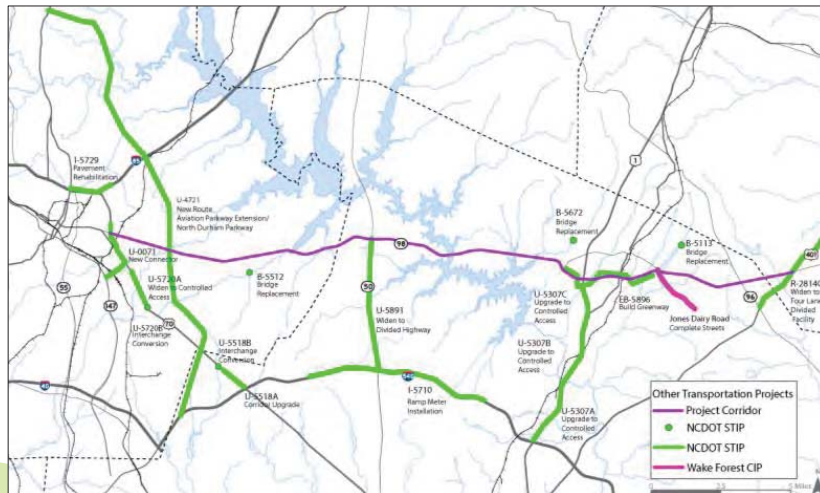 I-5729
Pavement
Rehabilitation
85
U-4721
New Route
Aviation Parkway Extension/
North Durham Parkway
U-0071
New Connector
U-5720A
Widen to Controlled
Access
55
147
70
U-5720B
Interchange
Conversion
B-5512
Bridge
Replacement
U-5518B
Interchange
Conversion
U-5518A
Corridor Upgrade
40
50
98
U-5891
Widen to
Divided Highway
540
I-5710
Ramp Meter
Installation
1
B-5672
Bridge
Replacement
U-5307C
Upgrade to
Controlled
Access
U-5307B
Upgrade to
Controlled
Access
U-5307A
Upgrade to
Controlled
Access
EB-5896
Build Greenway
B-5113
Bridge
Replacement
Jones Dairy Road
Complete Streets
96
401
R-2814C
Widen to
Four Lane
Divided
Facility
Other Transportation Projects
Project Corridor
NCDOT STIP
NCDOT STIP
Wake Forest CIP
0 2.5 5 Miles